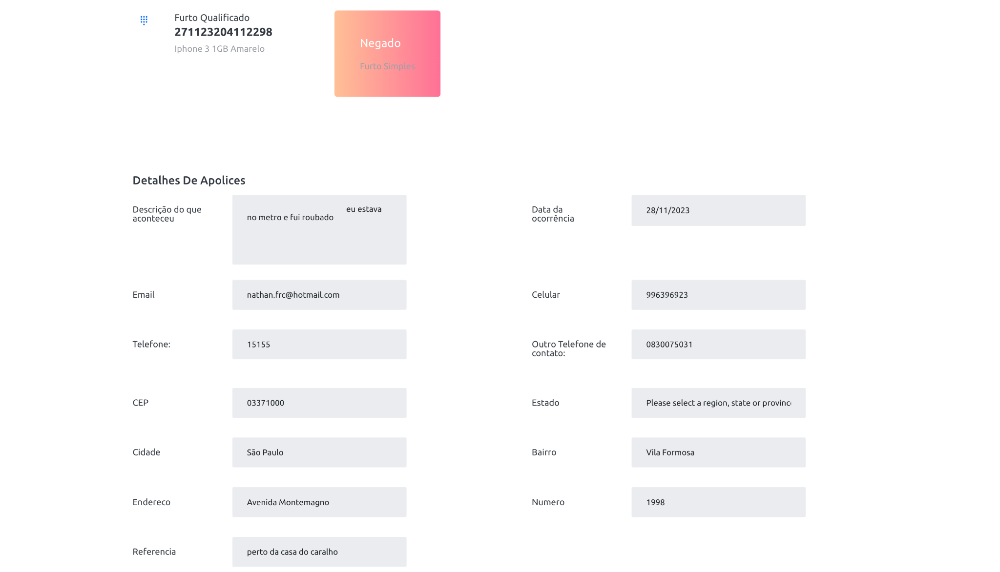 Furto Qualificado
271123204112298
Iphone 3 1GB Amarelo
Negado
Furto Simples
Detalhes De Apolices
Descrição do que
aconteceu
eu estava
no metro e fui roubado
Data da
ocorrência
28/11/2023
Email
nathan.frc@hotmail.com
Celular
996396923
Telefone:
15155
Outro Telefone de
contato:
0830075031
CEP
03371000
Estado
Please select a region, state or provinc
Cidade
São Paulo
Bairro
Vila Formosa
Endereco
Avenida Montemagno
Numero
1998
Referencia
perto da casa do caralho